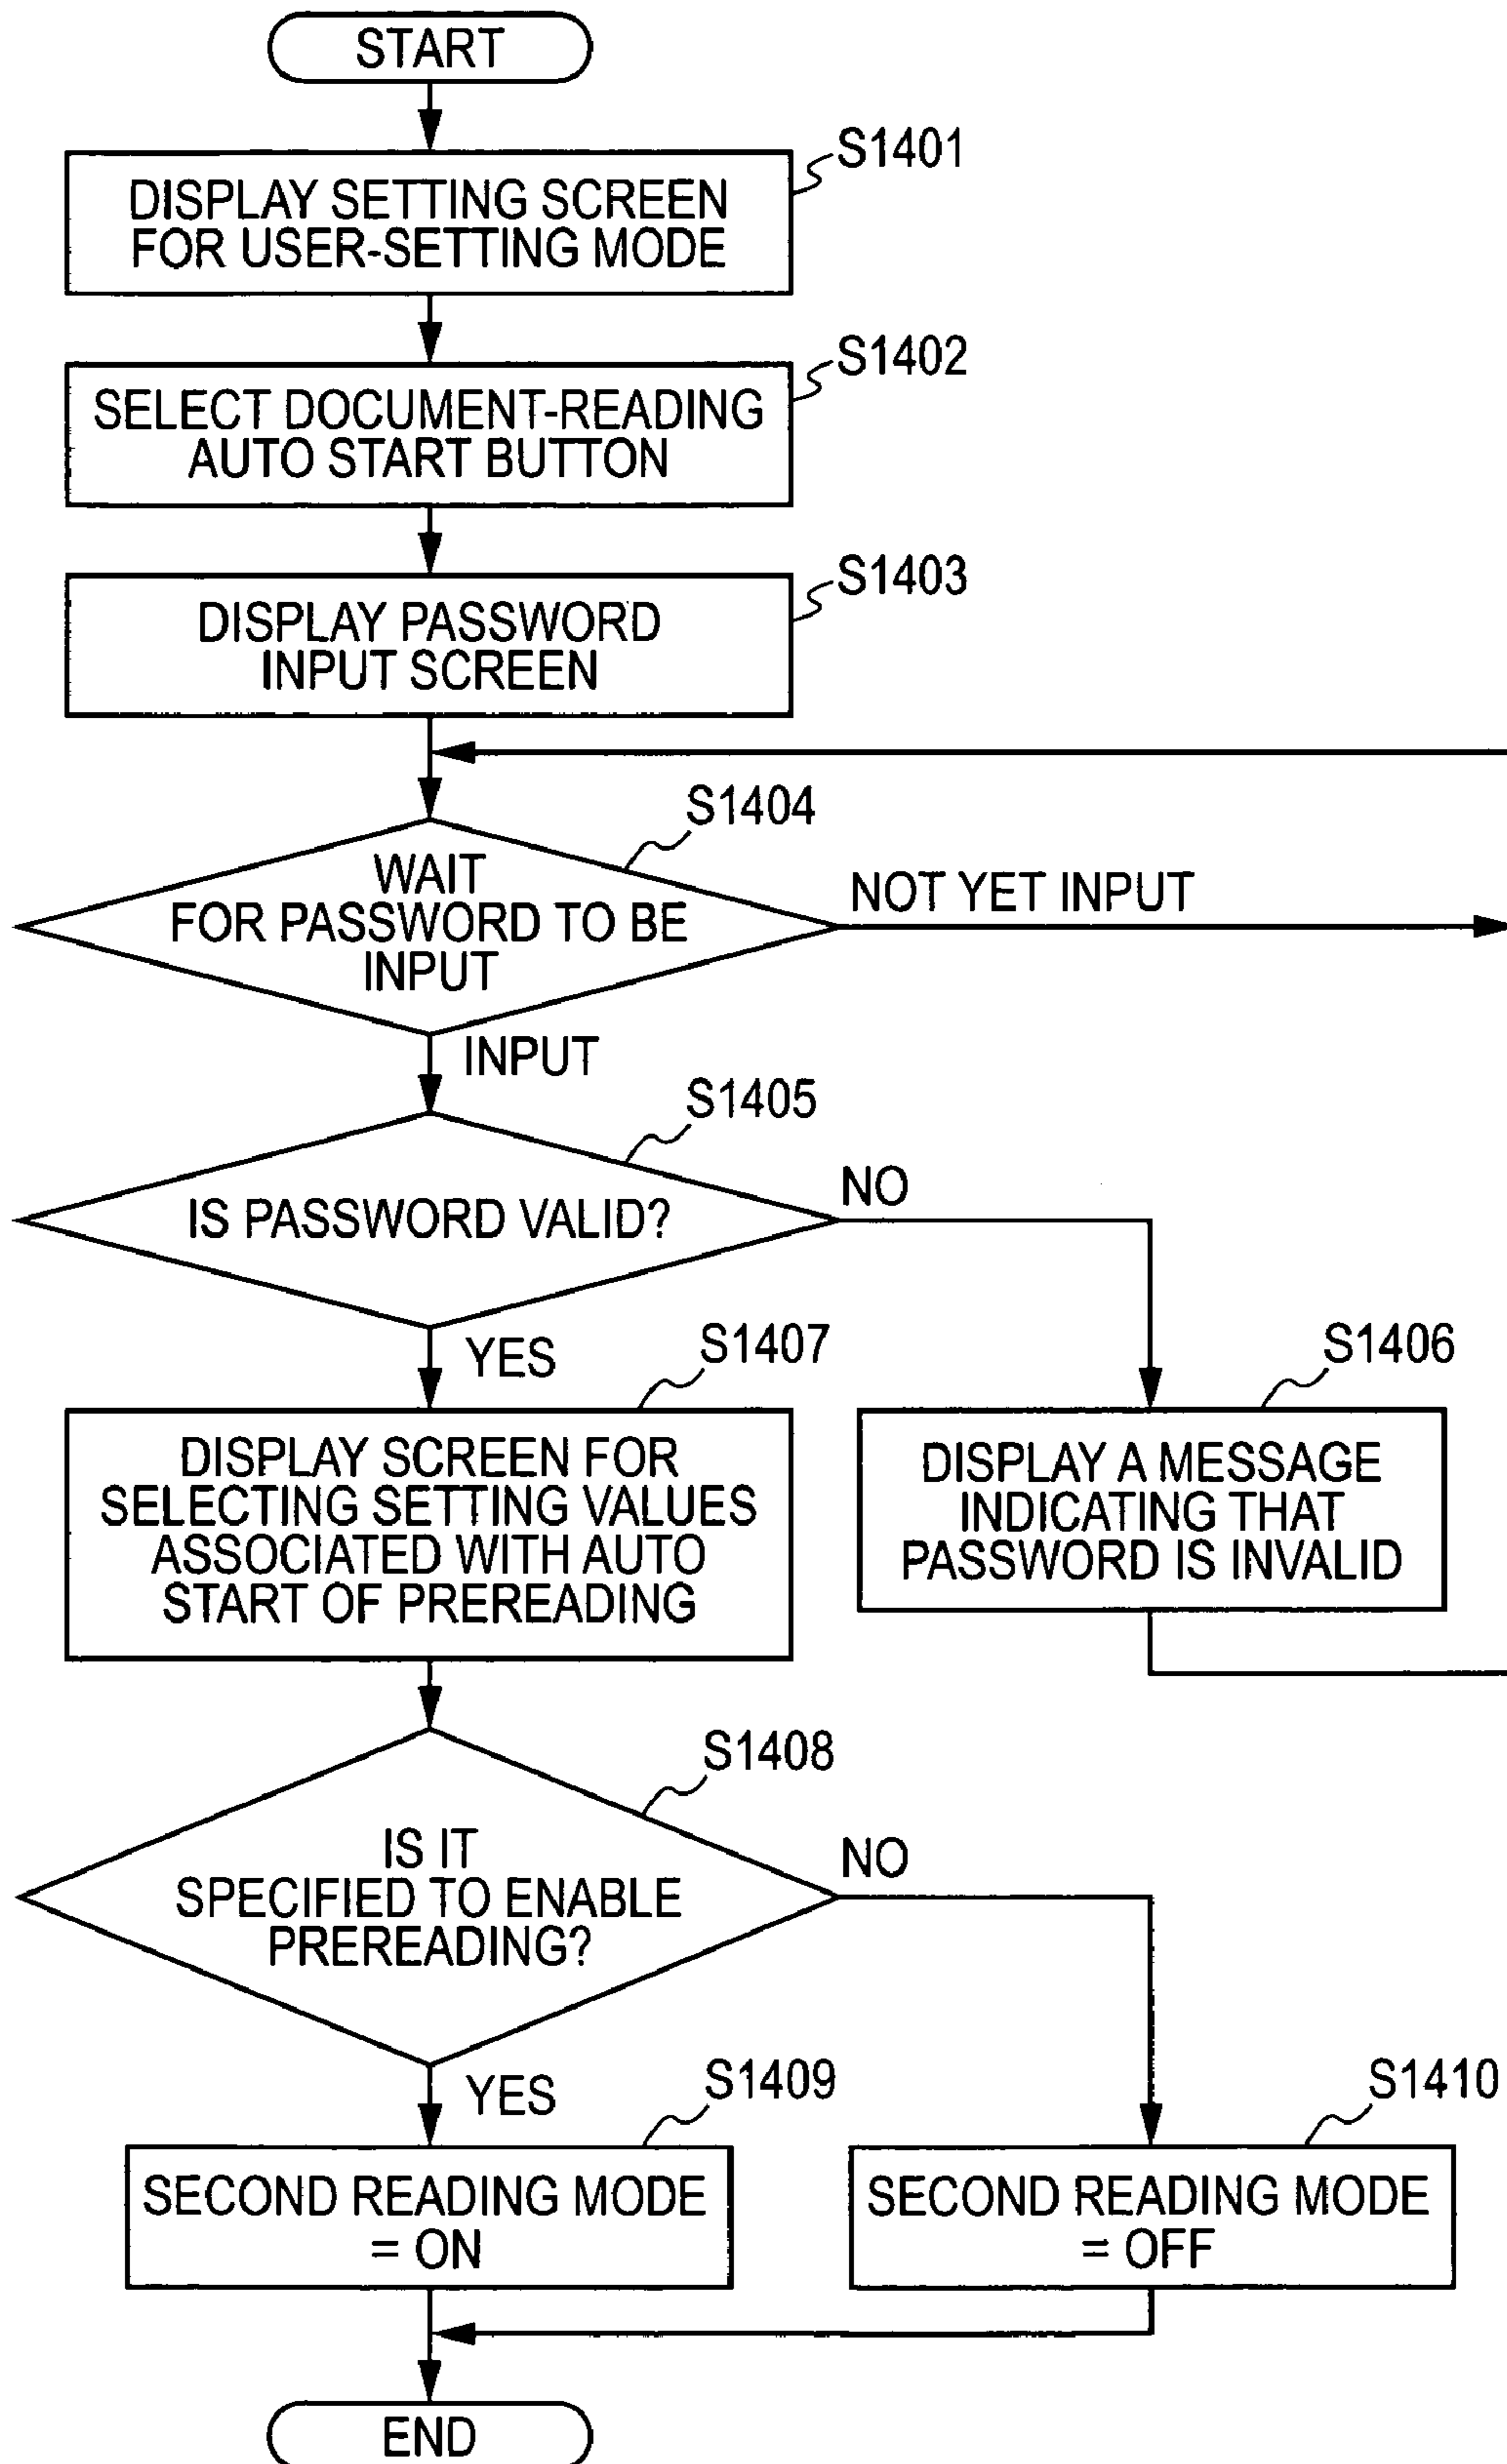 START
S1401
DISPLAY SETTING SCREEN
FOR USER-SETTING MODE
S1402
SELECT DOCUMENT-READING
AUTO START BUTTON
S1403
DISPLAY PASSWORD
INPUT SCREEN
S1404
WAIT
FOR PASSWORD TO BE
INPUT
NOT YET INPUT
INPUT
S1405
IS PASSWORD VALID?
NO
YES
S1407
S1406
DISPLAY SCREEN FOR
SELECTING SETTING VALUES
ASSOCIATED WITH AUTO
START OF PREREADING
DISPLAY A MESSAGE
INDICATING THAT
PASSWORD IS INVALID
S1408
IS IT
SPECIFIED TO ENABLE
PREREADING?
NO
YES
S1409
S1410
SECOND READING MODE
= ON
SECOND READING MODE
= OFF
END